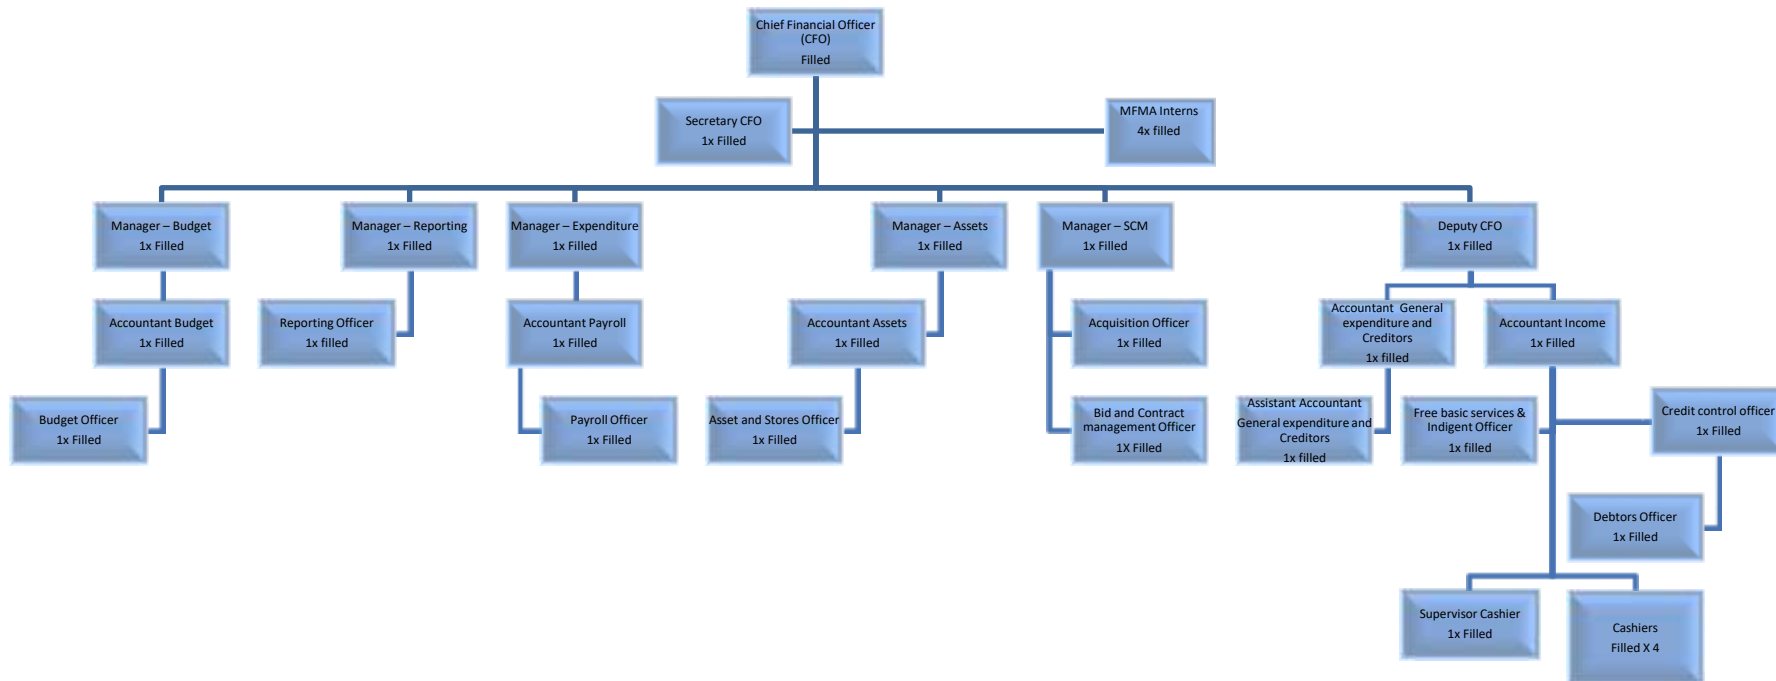 Chief Financial Officer
(CFO)
Filled
Secretary CFO
1x Filled
MFMA Interns
4x filled
Manager – Budget
1x Filled
Manager – Reporting
1x Filled
Manager – Expenditure
1x Filled
Manager – Assets
1x Filled
Manager – SCM
1x Filled
Deputy CFO
1x Filled
Accountant Budget
1x Filled
Reporting Officer
1x filled
Accountant Payroll
1x Filled
Accountant Assets
1x Filled
Acquisition Officer
1x Filled
Accountant General
expenditure and
Creditors
1x filled
Accountant Income
1x Filled
Budget Officer
1x Filled
Payroll Officer
1x Filled
Asset and Stores Officer
1x Filled
Bid and Contract
management Officer
1X Filled
Assistant Accountant
General expenditure and
Creditors
1x filled
Free basic services &
Indigent Officer
1x filled
Credit control officer
1x Filled
Debtors Officer
1x Filled
Supervisor Cashier
1x Filled
Cashiers
Filled X 4